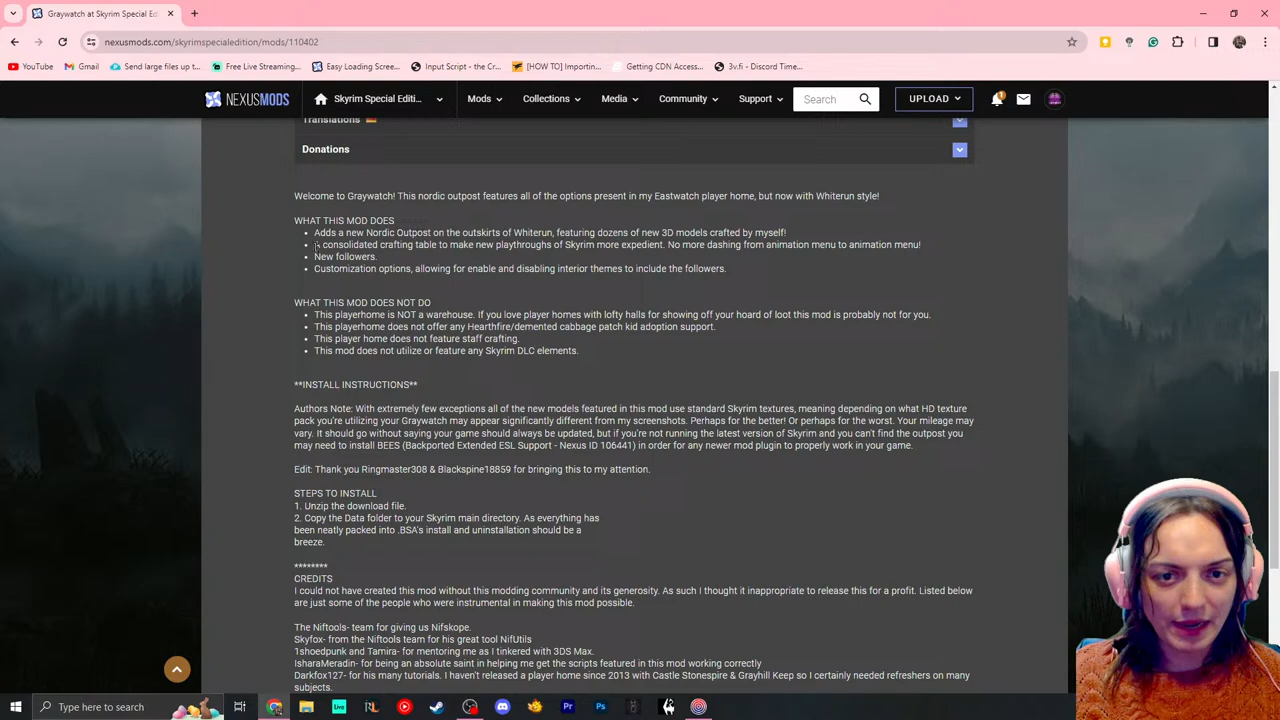 Graywatch at Skyrim Special Edi
nexusmods.com/skyrimspecialedition/mods/110402
YouTube Gmail Send large files up t... Free Live Streaming... Easy Loading Scree... Input Script - the Cr... [HOW TO] Importin... Getting CDN Access... 3v.fi - Discord Time...
NEXUSMODS Skyrim Special Editi... Mods Collections Media Community Support Search UPLOAD
Translations
Donations
Welcome to Graywatch! This nordic outpost features all of the options present in my Eastwatch player home, but now with Whiterun style!
WHAT THIS MOD DOES
• Adds a new Nordic Outpost on the outskirts of Whiterun, featuring dozens of new 3D models crafted by myself!
• consolidated crafting table to make new playthroughs of Skyrim more expedient. No more dashing from animation menu to animation menu!
• New followers.
• Customization options, allowing for enable and disabling interior themes to include the followers.
WHAT THIS MOD DOES NOT DO
• This playerhome is NOT a warehouse. If you love player homes with lofty halls for showing off your hoard of loot this mod is probably not for you.
• This playerhome does not offer any Hearthfire/demented cabbage patch kid adoption support.
• This player home does not feature staff crafting.
• This mod does not utilize or feature any Skyrim DLC elements.
**INSTALL INSTRUCTIONS**
Authors Note: With extremely few exceptions all of the new models featured in this mod use standard Skyrim textures, meaning depending on what HD texture
pack you're utilizing your Graywatch may appear significantly different from my screenshots. Perhaps for the better! Or perhaps for the worst. Your mileage may
vary. It should go without saying your game should always be updated, but if you're not running the latest version of Skyrim and you can't find the outpost you
may need to install BEES (Backported Extended ESL Support - Nexus ID 106441) in order for any newer mod plugin to properly work in your game.
Edit: Thank you Ringmaster308 & Blackspine18859 for bringing this to my attention.
STEPS TO INSTALL
1. Unzip the download file.
2. Copy the Data folder to your Skyrim main directory. As everything has
been neatly packed into .BSA's install and uninstallation should be a
breeze.
********
CREDITS
I could not have created this mod without this modding community and its generosity. As such I thought it inappropriate to release this for a profit. Listed below
are just some of the people who were instrumental in making this mod possible.
The Niftools- team for giving us Nifskope.
Skyfox- from the Niftools team for his great tool NifUtils
1shoedpunk and Tamira- for mentoring me as I tinkered with 3DS Max.
IsharaMeradin- for being an absolute saint in helping me get the scripts featured in this mod working correctly
Darkfox127- for his many tutorials. I haven't released a player home since 2013 with Castle Stonespire & Grayhill Keep so I certainly needed refreshers on many
subjects.
Type here to search
LIVE
Pr
Ps